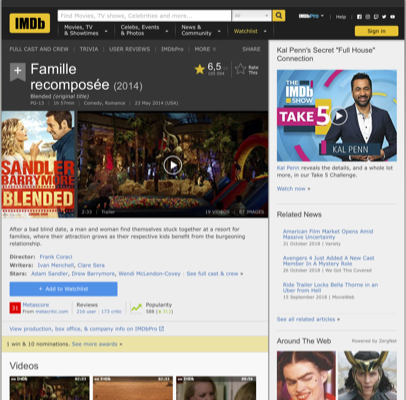 IMDb
Find Movies, TV shows, Celebrities and more...
All
IMDbPro
Help
Movies, TV & Showtimes
Celebs, Events & Photos
News & Community
Watchlist
Sign in
FULL CAST AND CREW | TRIVIA | USER REVIEWS | IMDbPro | MORE
SHARE
Famille
recomposée (2014)
Blended (original title)
PG-13 | 1h 57min | Comedy, Romance | 23 May 2014 (USA)
6,5
Rate This
SANDLER
BARRYMORE
BLENDED
2:33 | Trailer
19 VIDEOS
87 IMAGES
After a bad blind date, a man and woman find themselves stuck together at a resort for
families, where their attraction grows as their respective kids benefit from the burgeoning
relationship.
Director: Frank Coraci
Writers: Ivan Menchell, Clare Sera
Stars: Adam Sandler, Drew Barrymore, Wendi McLendon-Covey | See full cast & crew »
+ Add to Watchlist
31
Metascore
From metacritic.com
Reviews
216 user | 173 critic
Popularity
View production, box office, & company info on IMDbPro
1 win & 10 nominations. See more awards »
Videos
Kal Penn's Secret "Full House"
Connection
THE
IMDb
SHOW
TAKE 5
KAL PENN
Kal Penn reveals the details, and a whole lot
more, in our Take 5 Challenge.
Watch now »
Related News
American Film Market Opens Amid
Massive Uncertainty
31 October 2018 | Variety
Avengers 4 Just Added A New Cast
Member In A Mystery Role
26 October 2018 | We Got This Covered
Ride Trailer Locks Bella Thorne in an
Uber from Hell
15 September 2018 | MovieWeb
See all related articles »
Around The Web
Powered by ZergNet